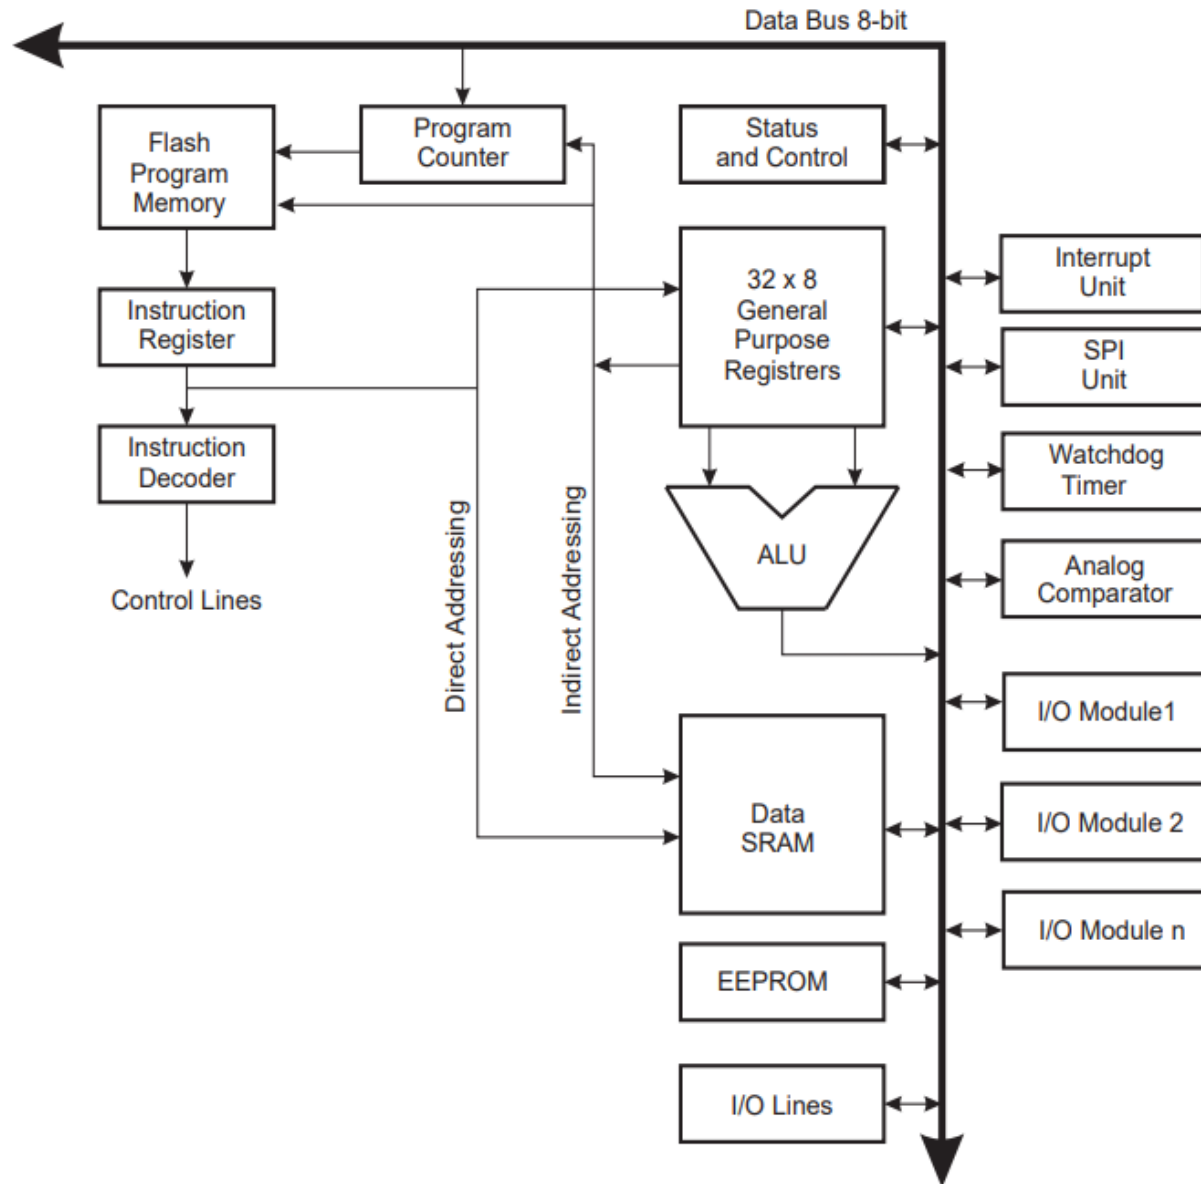 Data Bus 8-bit
Flash
Program
Memory
Program
Counter
Status
and Control
32 x 8
General
Purpose
Registrers
Interrupt
Unit
Instruction
Register
SPI
Unit
Instruction
Decoder
Watchdog
Timer
Direct Addressing
Indirect Addressing
ALU
Analog
Comparator
Control Lines
I/O Module1
Data
SRAM
I/O Module 2
I/O Module n
EEPROM
I/O Lines